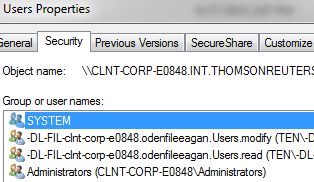 Users Properties
General Security Previous Versions SecureShare Customize
Object name: \\CLNT-CORP-E0848.INT.THOMSONREUTERS
Group or user names:
SYSTEM
-DL-FIL-clnt-corp-e0848.odenfileeagan.Users.modify (TEN\-D
-DL-FIL-clnt-corp-e0848.odenfileeagan.Users.read (TEN\-DL-
Administrators (CLNT-CORP-E0848\Administrators)